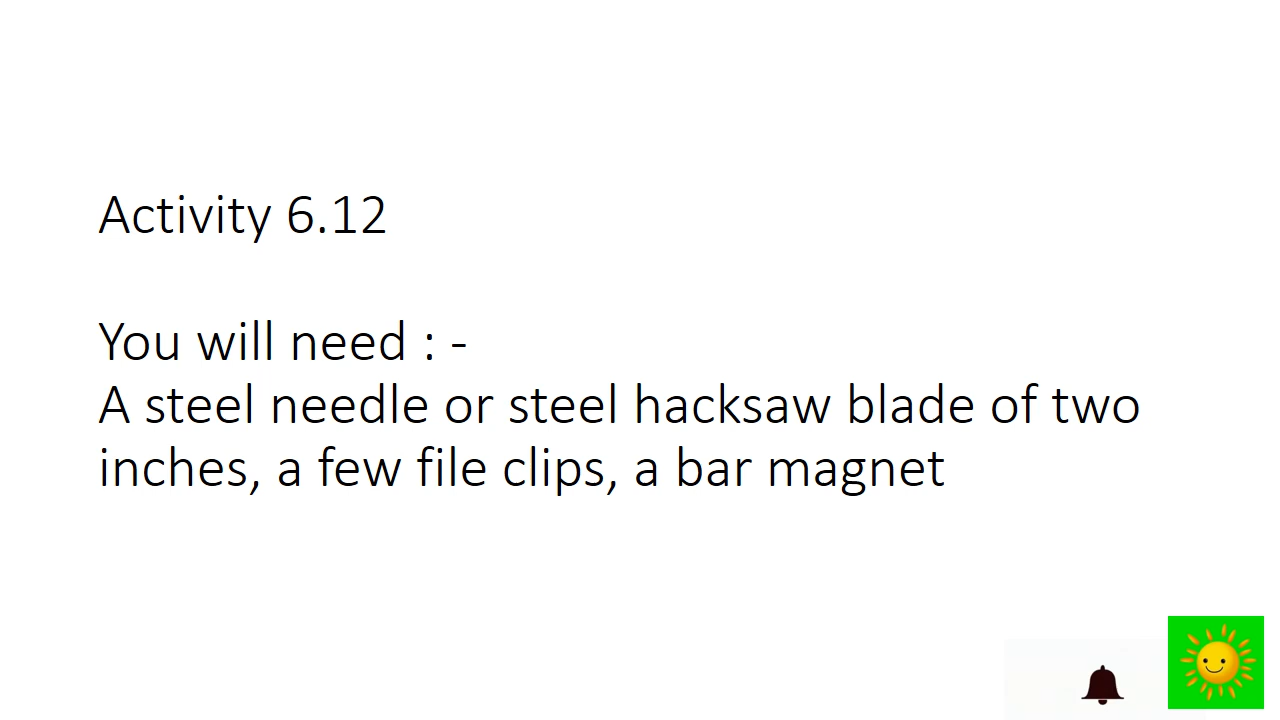 Activity 6.12
You will need : -
A steel needle or steel hacksaw blade of two
inches, a few file clips, a bar magnet